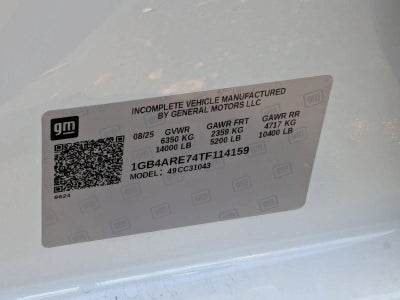 gm
INCOMPLETE VEHICLE MANUFACTURED
BY GENERAL MOTORS LLC
08/25 GVWR GAWR FRT GAWR RR
6350 KG 2359 KG 4717 KG
14000 LB 5200 LB 10400 LB
1GB4ARE74TF114159
MODEL: 49CC31043
8624